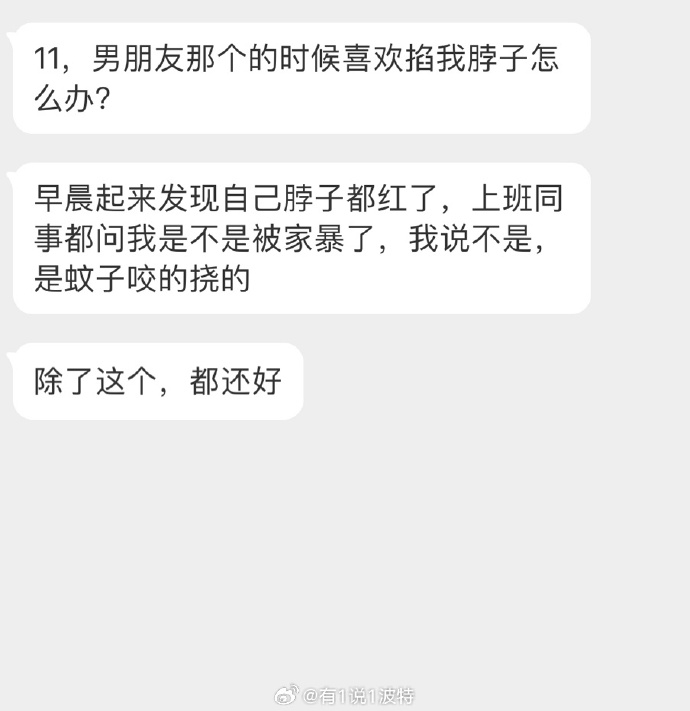 11，男朋友那个的时候喜欢掐我脖子怎
么办?
早晨起来发现自己脖子都红了，上班同
事都问我是不是被家暴了，我说不是，
是蚊子咬的挠的
除了这个，都还好
@有1说1波特